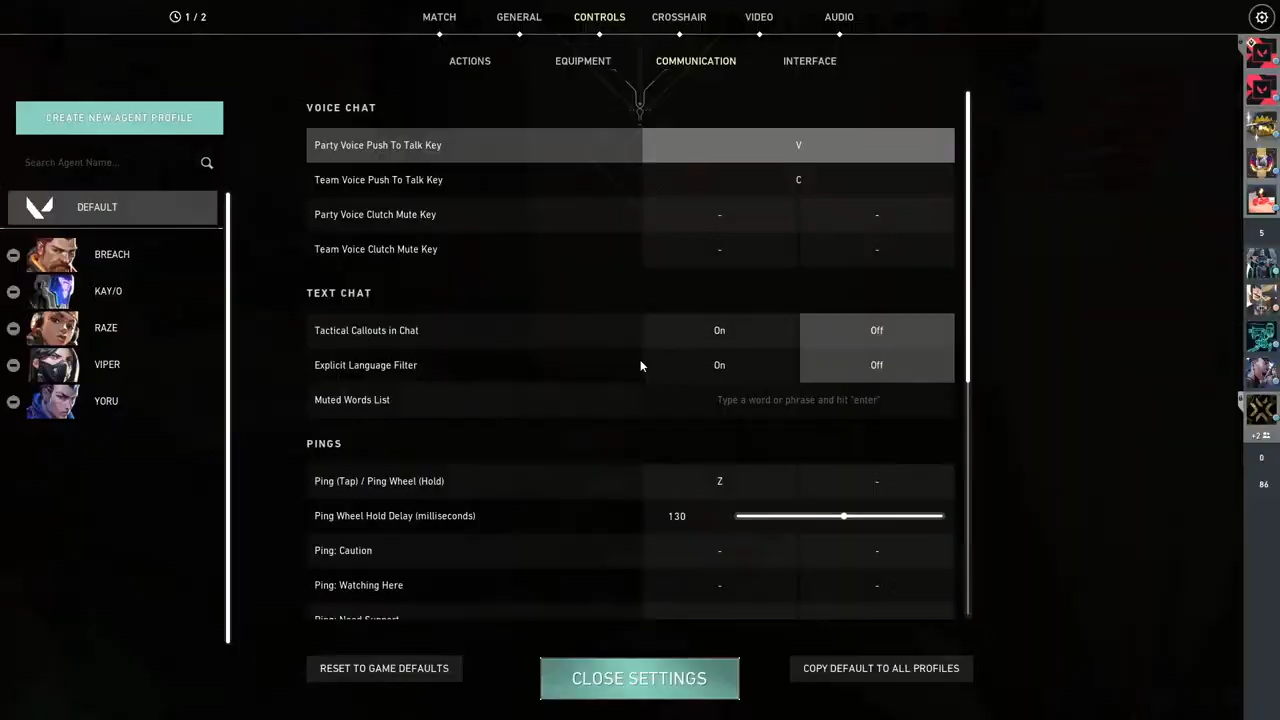 1 / 2
MATCH GENERAL CONTROLS CROSSHAIR VIDEO AUDIO
ACTIONS EQUIPMENT COMMUNICATION INTERFACE
CREATE NEW AGENT PROFILE
Search Agent Name...
DEFAULT
BREACH
KAY/O
RAZE
VIPER
YORU
VOICE CHAT
Party Voice Push To Talk Key V
Team Voice Push To Talk Key C
Party Voice Clutch Mute Key - -
Team Voice Clutch Mute Key - -
TEXT CHAT
Tactical Callouts in Chat On Off
Explicit Language Filter On Off
Muted Words List Type a word or phrase and hit "enter"
PINGS
Ping (Tap) / Ping Wheel (Hold) Z -
Ping Wheel Hold Delay (milliseconds) 130
Ping: Caution - -
Ping: Watching Here - -
Ping: Need Support
RESET TO GAME DEFAULTS CLOSE SETTINGS COPY DEFAULT TO ALL PROFILES
5
+2
0
86